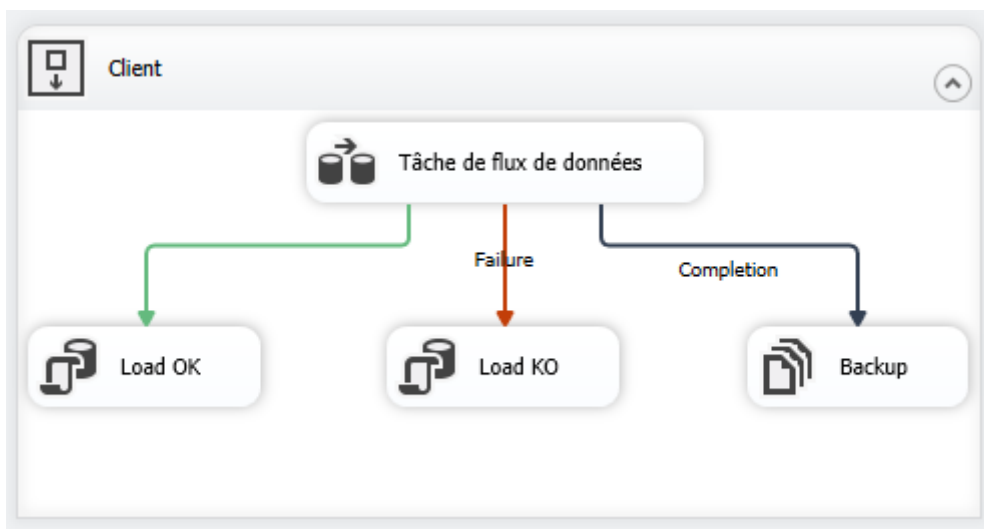 Client
Tâche de flux de données
Failure
Completion
Load OK
Load KO
Backup